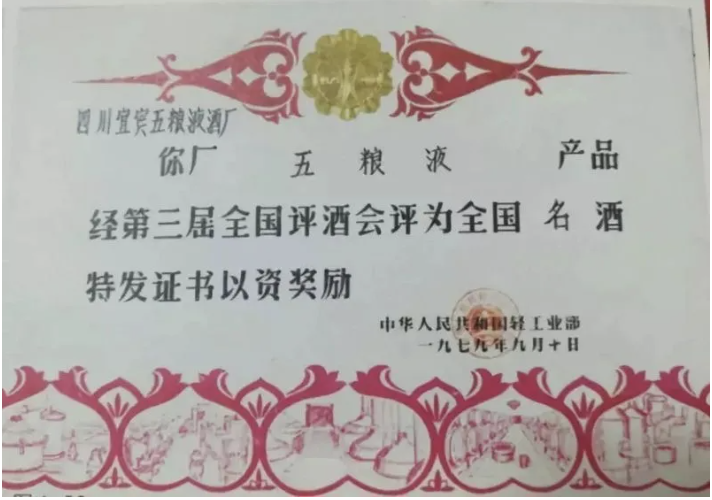 四川宜宾五粮液酒厂
你厂 五粮液 产品
经第三届全国评酒会评为全国 名酒
特发证书以资奖励
中华人民共和国轻工业部
一九七九年九月十日